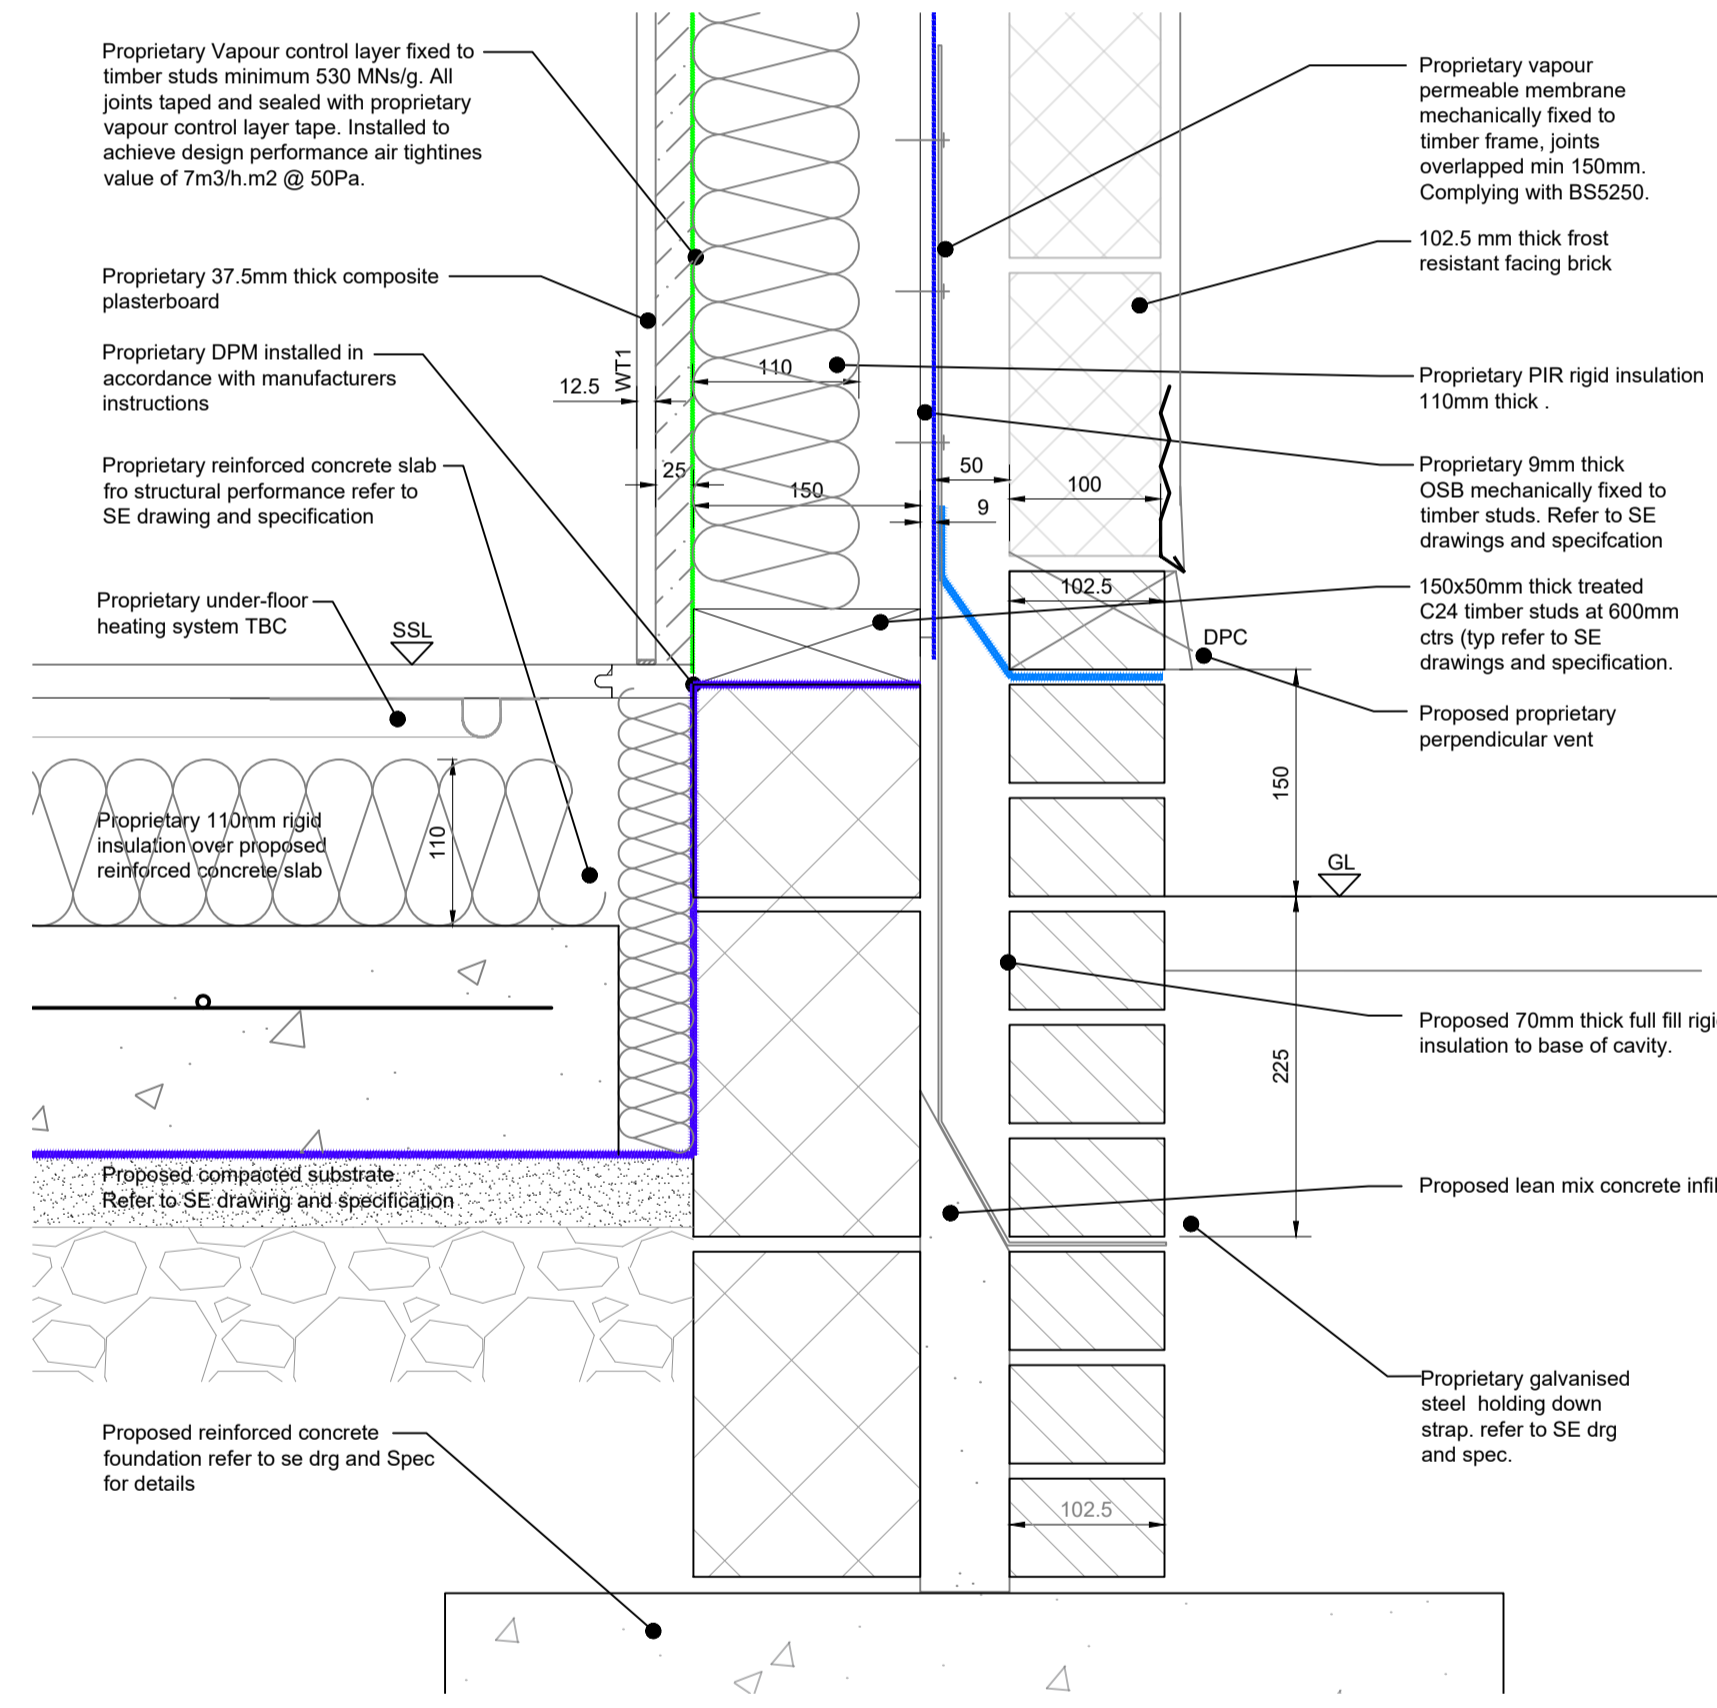 Proprietary Vapour control layer fixed to
timber studs minimum 530 MNs/g. All
joints taped and sealed with proprietary
vapour control layer tape. Installed to
achieve design performance air tightines
value of 7m3/h.m2 @ 50Pa.
Proprietary 37.5mm thick composite
plasterboard
Proprietary DPM installed in
accordance with manufacturers
instructions
Proprietary reinforced concrete slab
fro structural performance refer to
SE drawing and specification
Proprietary under-floor
heating system TBC
SSL
Proprietary 110mm rigid
insulation over proposed
reinforced concrete slab
110
Proposed compacted substrate.
Refer to SE drawing and specification
Proposed reinforced concrete
foundation refer to se drg and Spec
for details
12.5
WT1
110
25
150
50
100
9
102.5
DPC
150
GL
225
102.5
Proprietary vapour
permeable membrane
mechanically fixed to
timber frame, joints
overlapped min 150mm.
Complying with BS5250.
102.5 mm thick frost
resistant facing brick
Proprietary PIR rigid insulation
110mm thick .
Proprietary 9mm thick
OSB mechanically fixed to
timber studs. Refer to SE
drawings and specifcation
150x50mm thick treated
C24 timber studs at 600mm
ctrs (typ refer to SE
drawings and specification.
Proposed proprietary
perpendicular vent
Proposed 70mm thick full fill rigi
insulation to base of cavity.
Proposed lean mix concrete infil
Proprietary galvanised
steel holding down
strap. refer to SE drg
and spec.